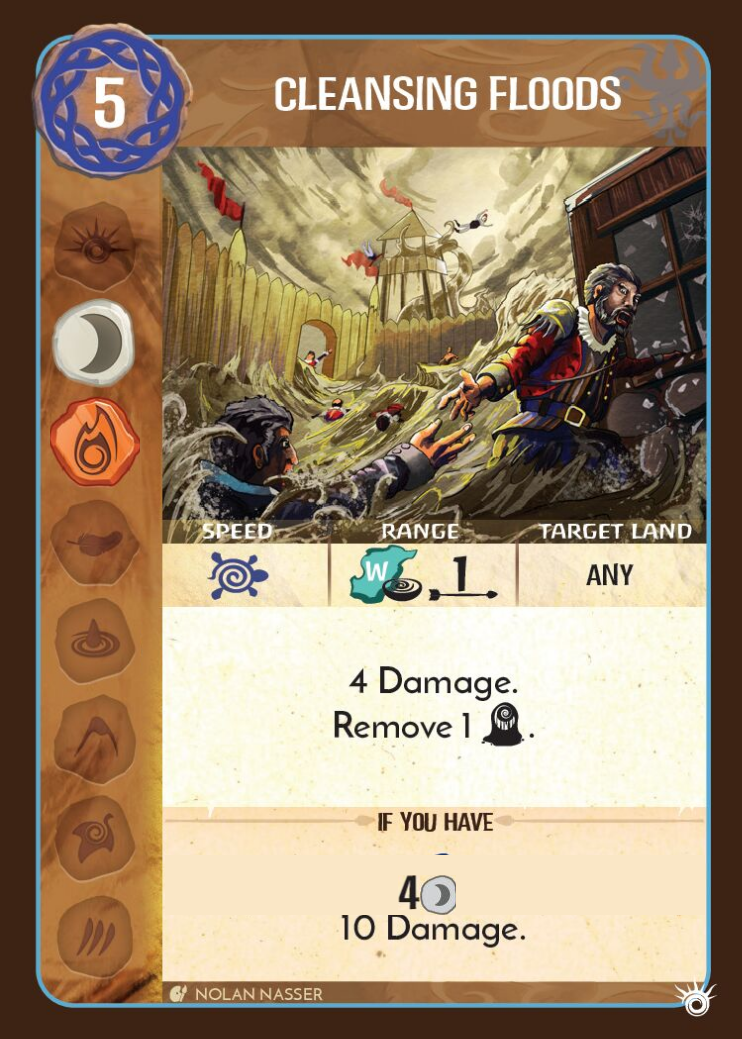 5
CLEANSING FLOODS
SPEED RANGE TARGET LAND
W 1 ANY
4 Damage.
Remove 1 .
IF YOU HAVE
4
10 Damage.
NOLAN NASSER